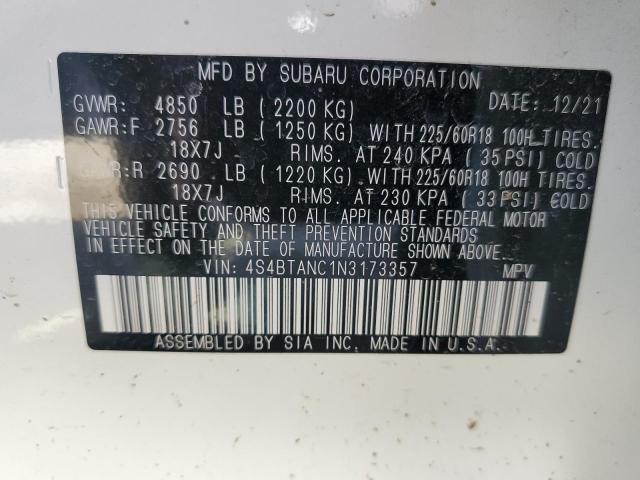 MFD BY SUBARU CORPORATION
DATE: 12/21
GVWR: 4850 LB (2200 KG)
GAWR:F 2756 LB (1250 KG) WITH 225/60R18 100H TIRES.
18X7J RIMS. AT 240 KPA (35 PSI) COLD
GAWR:R 2690 LB (1220 KG) WITH 225/60R18 100H TIRES.
18X7J RIMS. AT 230 KPA (33 PSI) COLD
THIS VEHICLE CONFORMS TO ALL APPLICABLE FEDERAL MOTOR
VEHICLE SAFETY AND THEFT PREVENTION STANDARDS
IN EFFECT ON THE DATE OF MANUFACTURE SHOWN ABOVE.
VIN: 4S4BTANC1N3173357 MPV
ASSEMBLED BY SIA INC. MADE IN U.S.A.